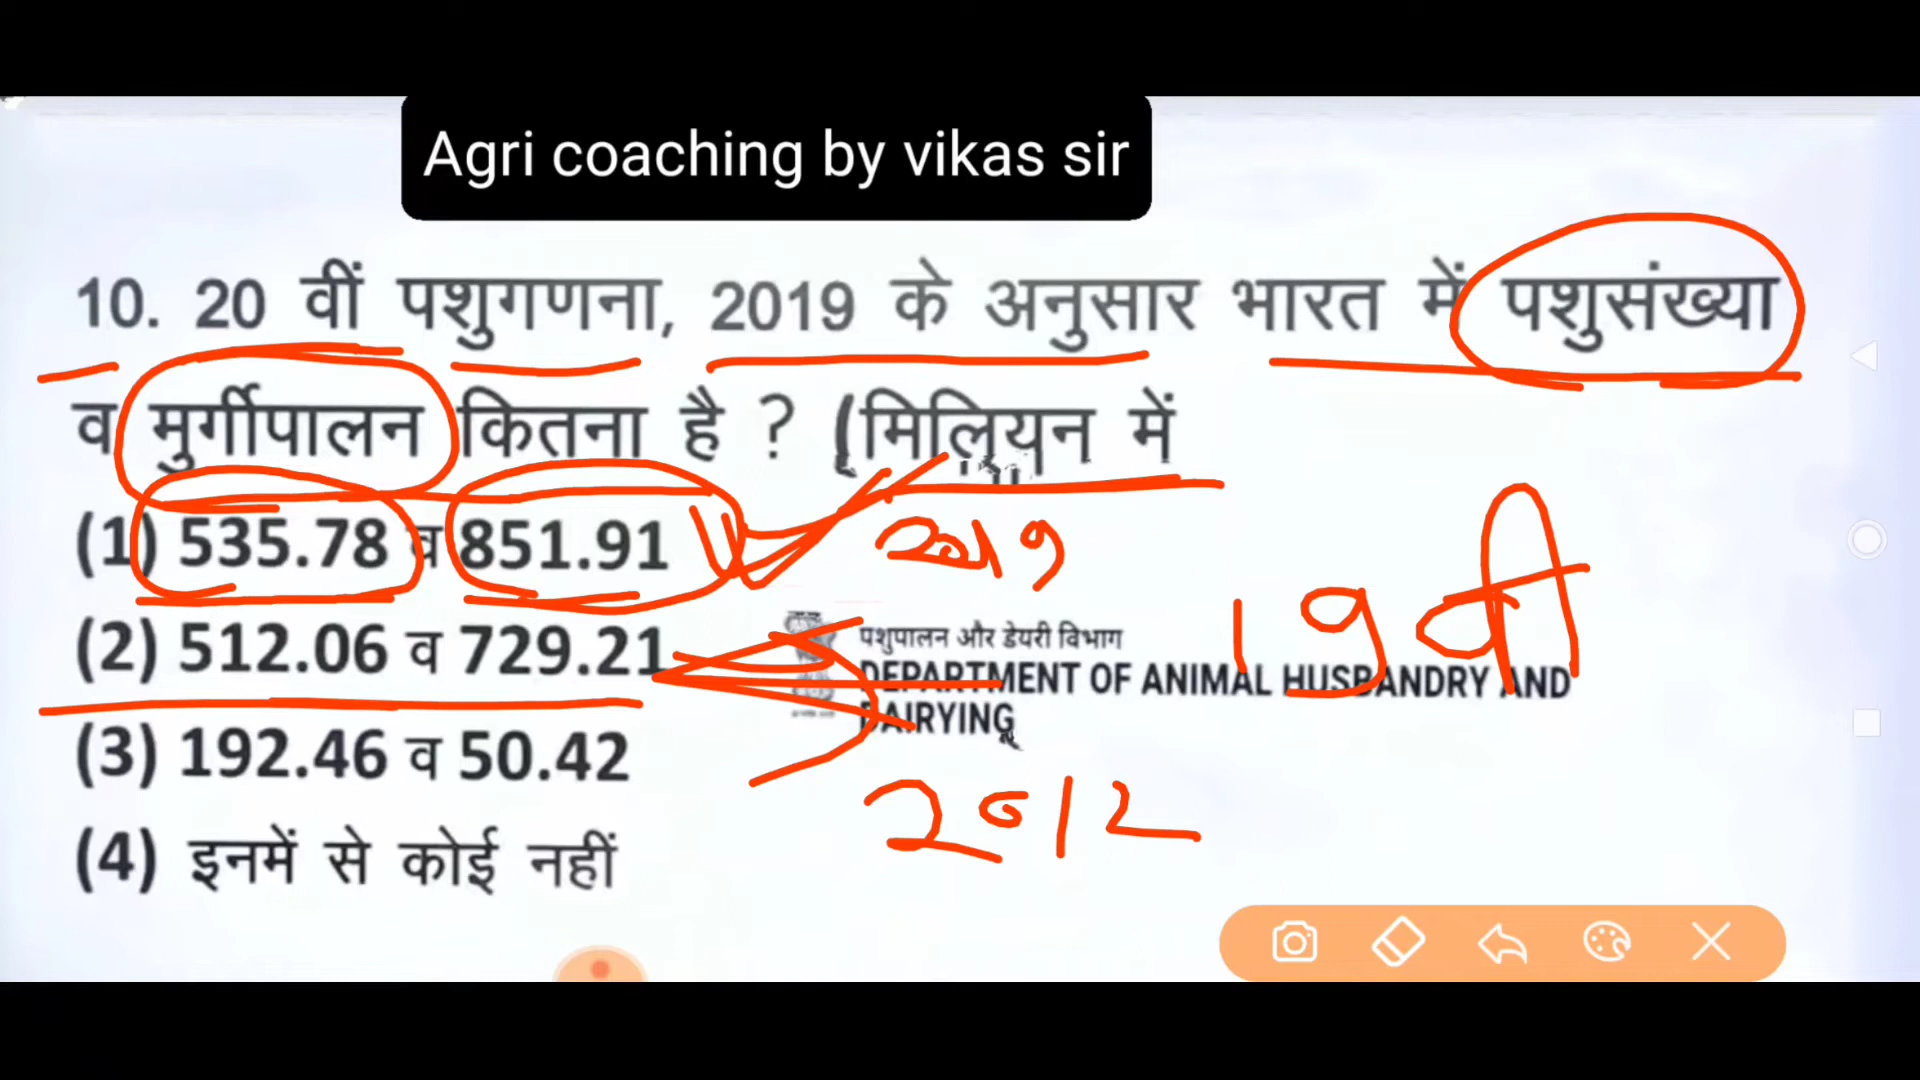 Agri coaching by vikas sir
10. 20 वीं पशुगणना, 2019 के अनुसार भारत में पशुसंख्या
व मुर्गीपालन कितना है ? (मिलियन में
(1) 535.78 व 851.91
2019
19वी
(2) 512.06 व 729.21
पशुपालन और डेयरी विभाग
DEPARTMENT OF ANIMAL HUSBANDRY AND
DAIRYING
(3) 192.46 व 50.42
2012
(4) इनमें से कोई नहीं